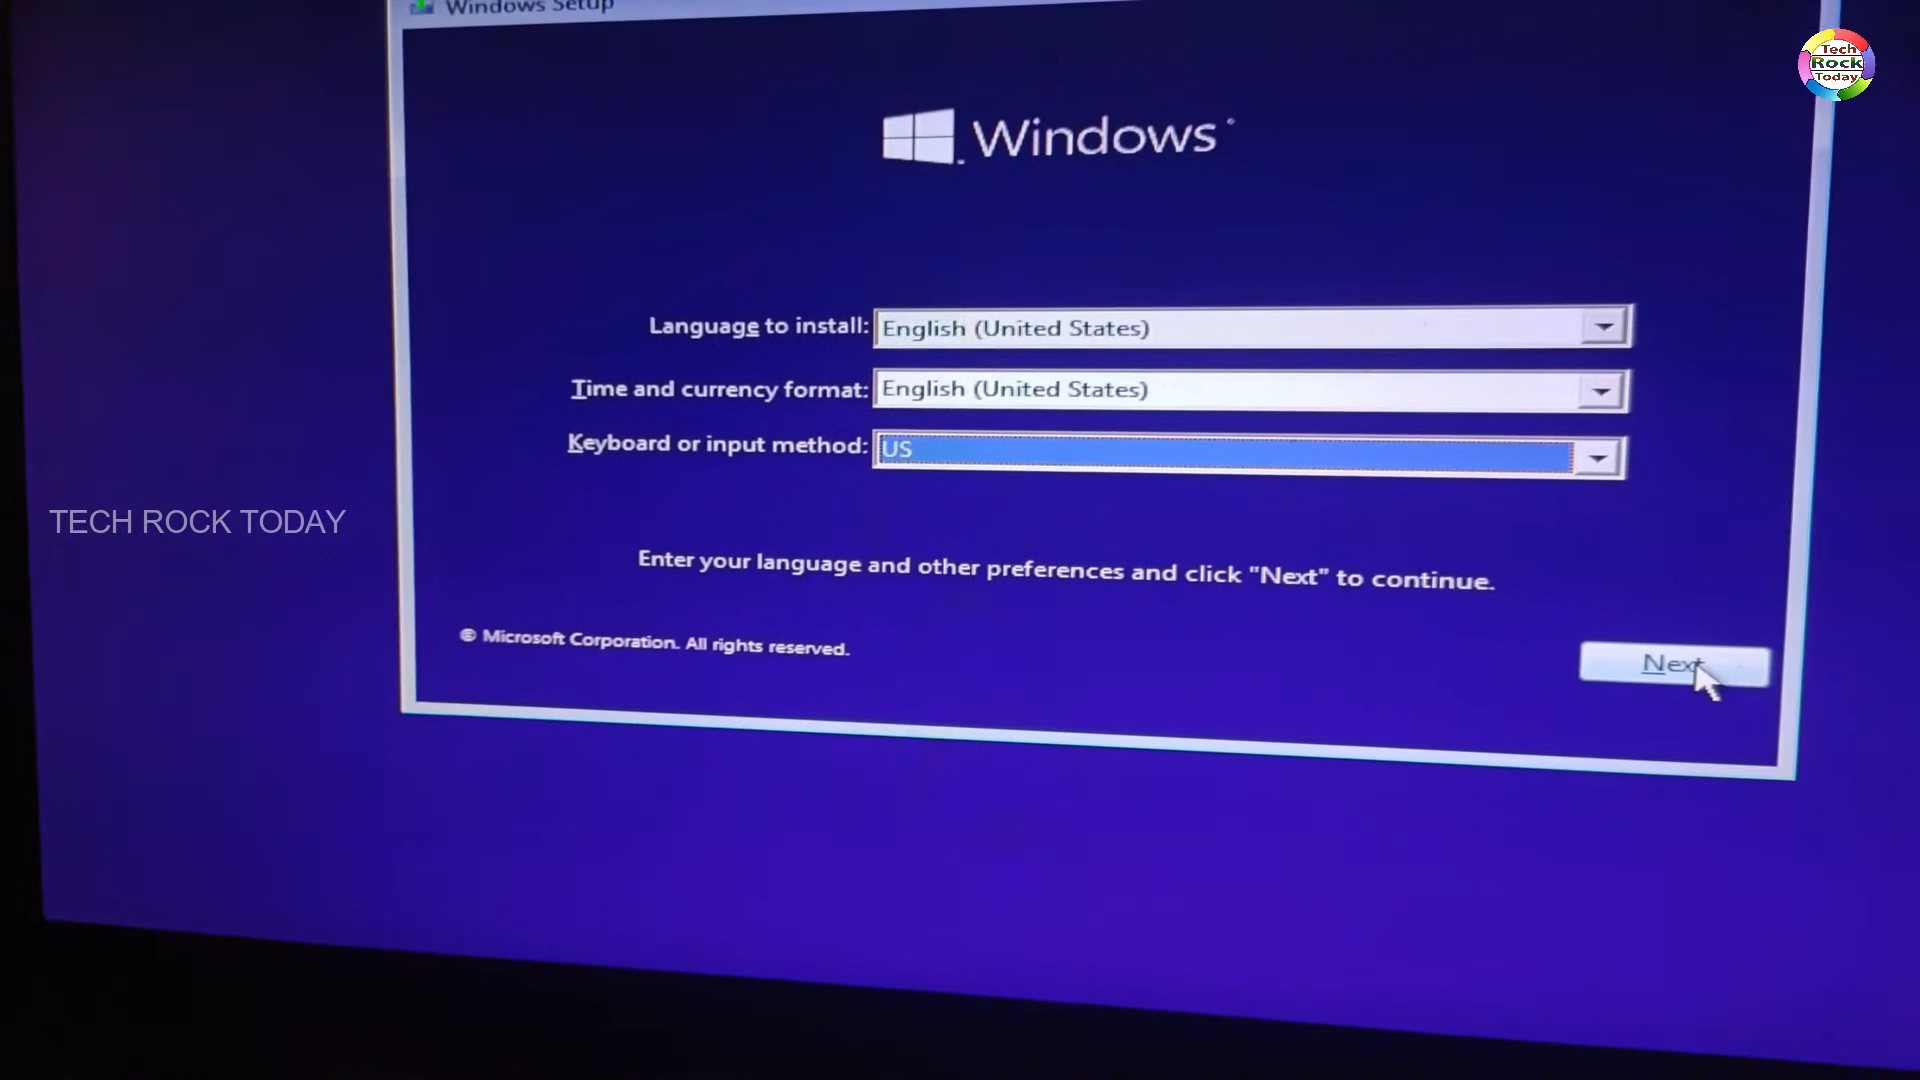 Windows Setup
Tech
Rock
Today
Windows
Language to install: English (United States)
Time and currency format: English (United States)
Keyboard or input method: US
TECH ROCK TODAY
Enter your language and other preferences and click "Next" to continue.
© Microsoft Corporation. All rights reserved.
Next